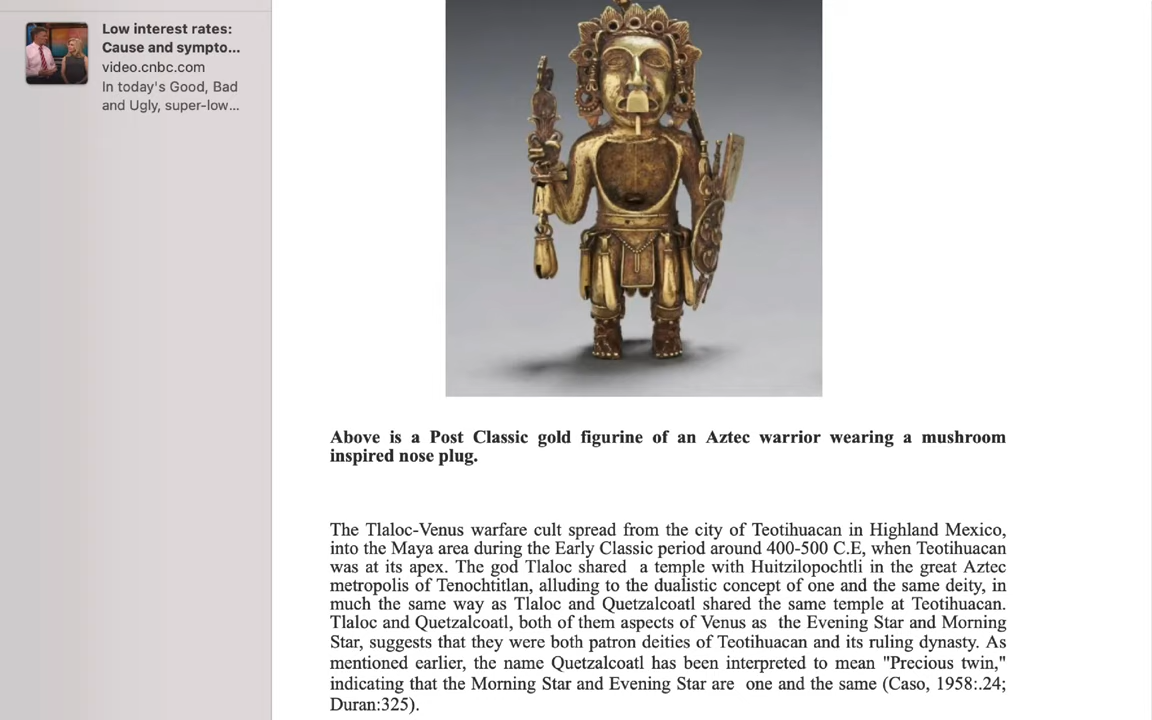 Low interest rates:
Cause and sympto...
video.cnbc.com
In today's Good, Bad
and Ugly, super-low...
Above is a Post Classic gold figurine of an Aztec warrior wearing a mushroom
inspired nose plug.
The Tlaloc-Venus warfare cult spread from the city of Teotihuacan in Highland Mexico,
into the Maya area during the Early Classic period around 400-500 C.E, when Teotihuacan
was at its apex. The god Tlaloc shared a temple with Huitzilopochtli in the great Aztec
metropolis of Tenochtitlan, alluding to the dualistic concept of one and the same deity, in
much the same way as Tlaloc and Quetzalcoatl shared the same temple at Teotihuacan.
Tlaloc and Quetzalcoatl, both of them aspects of Venus as the Evening Star and Morning
Star, suggests that they were both patron deities of Teotihuacan and its ruling dynasty. As
mentioned earlier, the name Quetzalcoatl has been interpreted to mean "Precious twin,"
indicating that the Morning Star and Evening Star are one and the same (Caso, 1958:.24;
Duran:325).